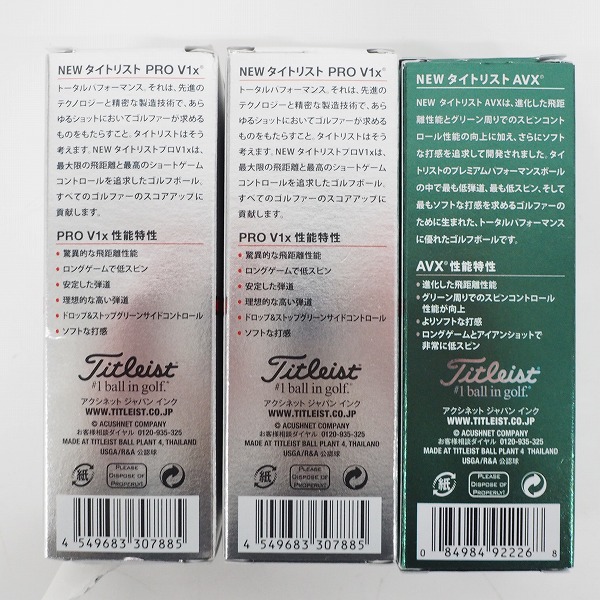 NEW タイトリスト PRO V1x®
トータルパフォーマンス。それは、先進の
テクノロジーと精密な製造技術で、あら
ゆるショットにおいてゴルファーが求める
ものをもたらすこと。タイトリストはそう
考えます。NEW タイトリストプロV1xは、
最大限の飛距離と最高のショートゲーム
コントロールを追求したゴルフボール。
すべてのゴルファーのスコアアップに
貢献します。
PRO V1x 性能特性
• 驚異的な飛距離性能
• ロングゲームで低スピン
• 安定した弾道
• 理想的な高い弾道
• ドロップ&ストップグリーンサイドコントロール
• ソフトな打感
Titleist
#1 ball in golf.™
アクシネット ジャパン インク
WWW.TITLEIST.CO.JP
© ACUSHNET COMPANY
お客様相談ダイヤル 0120-935-325
MADE AT TITLEIST BALL PLANT 4, THAILAND
USGA/R&A 公認球
紙
PLEASE
DISPOSE OF
PROPERLY!
4 549683 307885
NEW タイトリスト PRO V1x®
トータルパフォーマンス。それは、先進の
テクノロジーと精密な製造技術で、あら
ゆるショットにおいてゴルファーが求める
ものをもたらすこと。タイトリストはそう
考えます。NEW タイトリストプロV1xは、
最大限の飛距離と最高のショートゲーム
コントロールを追求したゴルフボール。
すべてのゴルファーのスコアアップに
貢献します。
PRO V1x 性能特性
• 驚異的な飛距離性能
• ロングゲームで低スピン
• 安定した弾道
• 理想的な高い弾道
• ドロップ&ストップグリーンサイドコントロール
• ソフトな打感
Titleist
#1 ball in golf.™
アクシネット ジャパン インク
WWW.TITLEIST.CO.JP
© ACUSHNET COMPANY
お客様相談ダイヤル 0120-935-325
MADE AT TITLEIST BALL PLANT 4, THAILAND
USGA/R&A 公認球
紙
PLEASE
DISPOSE OF
PROPERLY!
4 549683 307885
NEW タイトリスト AVX®
NEW タイトリスト AVXは、進化した飛距
離性能とグリーン周りでのスピンコント
ロール性能の向上に加え、さらにソフ
トな打感を追求して開発されました。タイ
トリストのプレミアムパフォーマンスボール
の中で最も低弾道、最も低スピン、そして
最もソフトな打感を求めるゴルファーの
ために生まれた、トータルパフォーマンス
に優れたゴルフボールです。
AVX® 性能特性
• 進化した飛距離性能
• グリーン周りでのスピンコントロール
性能が向上
• よりソフトな打感
• ロングゲームとアイアンショットで
非常に低スピン
Titleist
#1 ball in golf.™
アクシネット ジャパン インク
WWW.TITLEIST.CO.JP
© ACUSHNET COMPANY
お客様相談ダイヤル 0120-935-325
MADE AT TITLEIST BALL PLANT 4, THAILAND
USGA/R&A 公認球
紙
PLEASE
DISPOSE OF
PROPERLY!
0 84984 92226 8